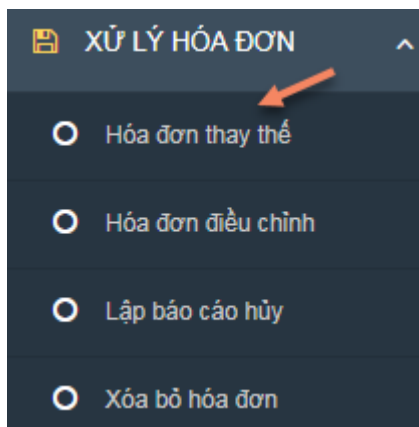 XỬ LÝ HÓA ĐƠN
Hóa đơn thay thế
Hóa đơn điều chỉnh
Lập báo cáo hủy
Xóa bỏ hóa đơn